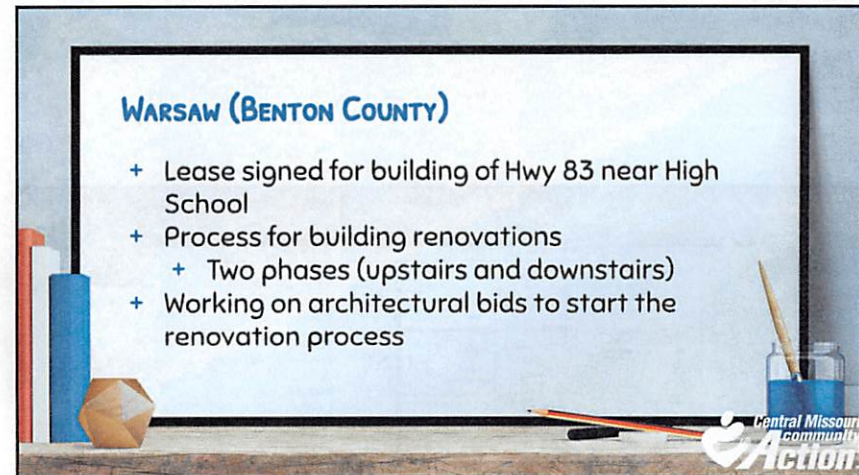 WARSAW (BENTON COUNTY)
+ Lease signed for building of Hwy 83 near High
School
+ Process for building renovations
+ Two phases (upstairs and downstairs)
+ Working on architectural bids to start the
renovation process
Central Missouri
community
Action